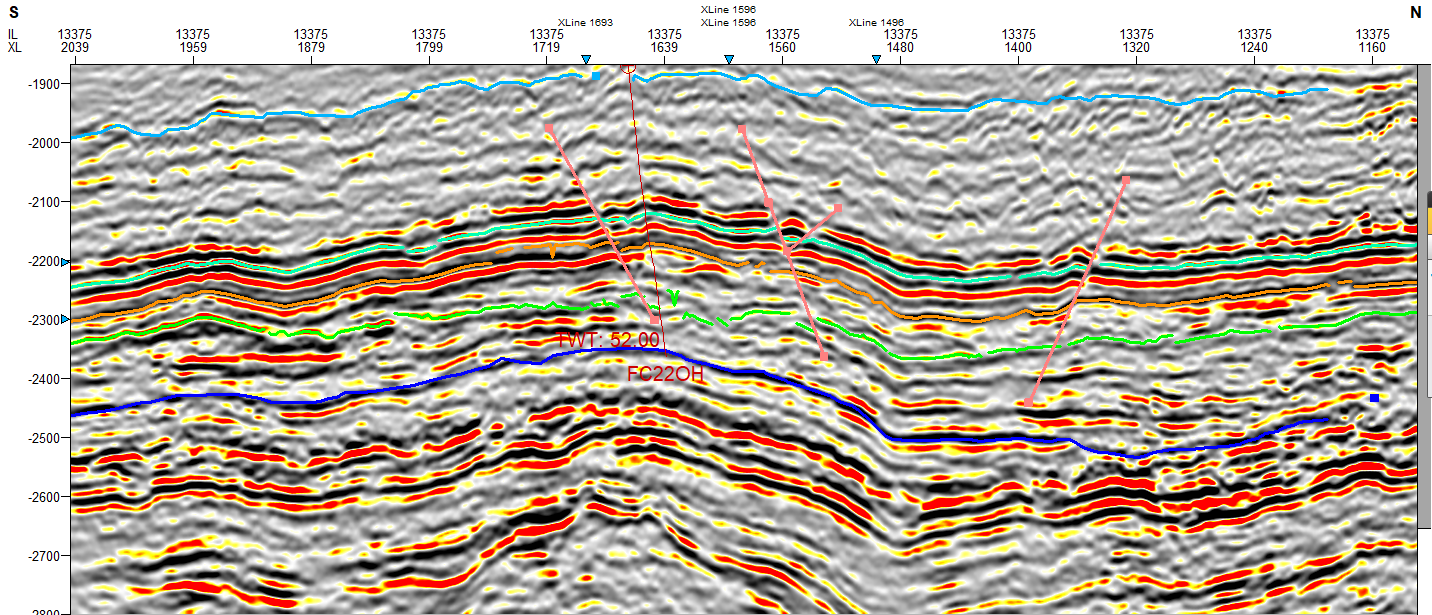 S
N
XLine 1596
XLine 1693 XLine 1596 XLine 1496
IL 13375 13375 13375 13375 13375 13375 13375 13375 13375 13375 13375 13375
XL 2039 1959 1879 1799 1719 1639 1560 1480 1400 1320 1240 1160
-1900
-2000
-2100
-2200
-2300
TWT: 52.00
FC22OH
-2400
-2500
-2600
-2700
-2800